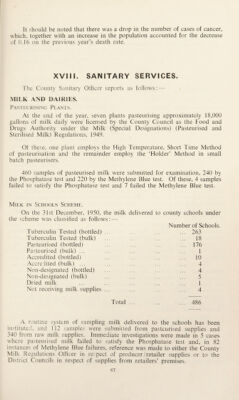 It should be noted that there was a drop in the number of cases of cancer,
which, together with an increase in the population accounted for the decrease
of 0.16 on the previous year's death rate.
XVIII. SANITARY SERVICES.
The County Sanitary Officer reports as follows:—
MILK AND DAIRIES.
PASTEURISING PLANTS.
At the end of the year, seven plants pasteurising approximately 18,000
gallons of milk daily were licensed by the County Council as the Food and
Drugs Authority under the Milk (Special Designations) (Pasteurised and
Sterilised Milk) Regulations, 1949.
Of these, one plant employs the High Temperature, Short Time Method
of pasteurisation and the remainder employ the 'Holder' Method in small
batch pasteurisers.
460 samples of pasteurised milk were submitted for examination, 240 by
the Phosphatase test and 220 by the Methylene Blue test. Of these, 4 samples
failed to satisfy the Phosphatase test and 7 failed the Methylene Blue test.
MILK IN SCHOOLS SCHEME.
On the 31st December, 1950, the milk delivered to county schools under
the scheme was classified as follows:—
Number of Schools.
Tuberculin Tested (bottled) ... 263
Tuberculin Tested (bulk) ... 18
Pasteurised (bottled) ... 176
Pasteurised (bulk) ... 1
Accredited (bottled) ... 10
Accredited (bulk) ... 4
Non-designated (bottled) ... 4
Non-designated (bulk) ... 5
Dried milk ... 1
Not receiving milk supplies ... 4
Total ... 486
A routine system of sampling milk delivered to the schools has been
instituted, and 112 samples were submitted from pasteurised supplies and
540 from raw milk supplies. Immediate investigations were made in 5 cases
where pasteurised milk failed to satisfy the Phosphatase test and, in 82
instances of Methylene Blue failures, reference was made to either the County
Milk Regulations Officer in respect of producer/retailer supplies or to the
District Councils in respect of supplies from retailers' premises.